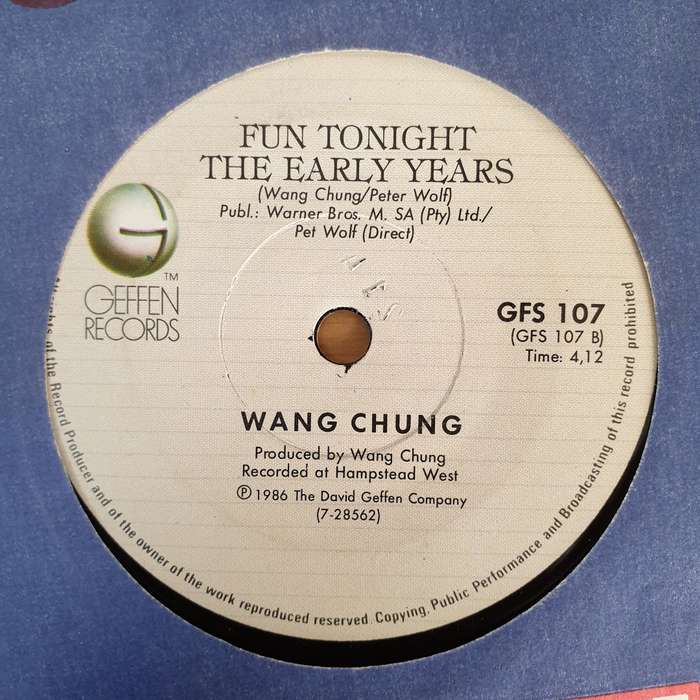 FUN TONIGHT
THE EARLY YEARS
(Wang Chung/Peter Wolf)
Publ.: Warner Bros. M. SA (Pty) Ltd./
Pet Wolf (Direct)
TM
GEFFEN
RECORDS
GFS 107
(GFS 107 B)
Time: 4,12
WANG CHUNG
Produced by Wang Chung
Recorded at Hampstead West
Ⓟ 1986 The David Geffen Company
(7-28562)
of the Record Producer and of the owner of the work reproduced reserved. Copying, Public Performance and Broadcasting of this record prohibited